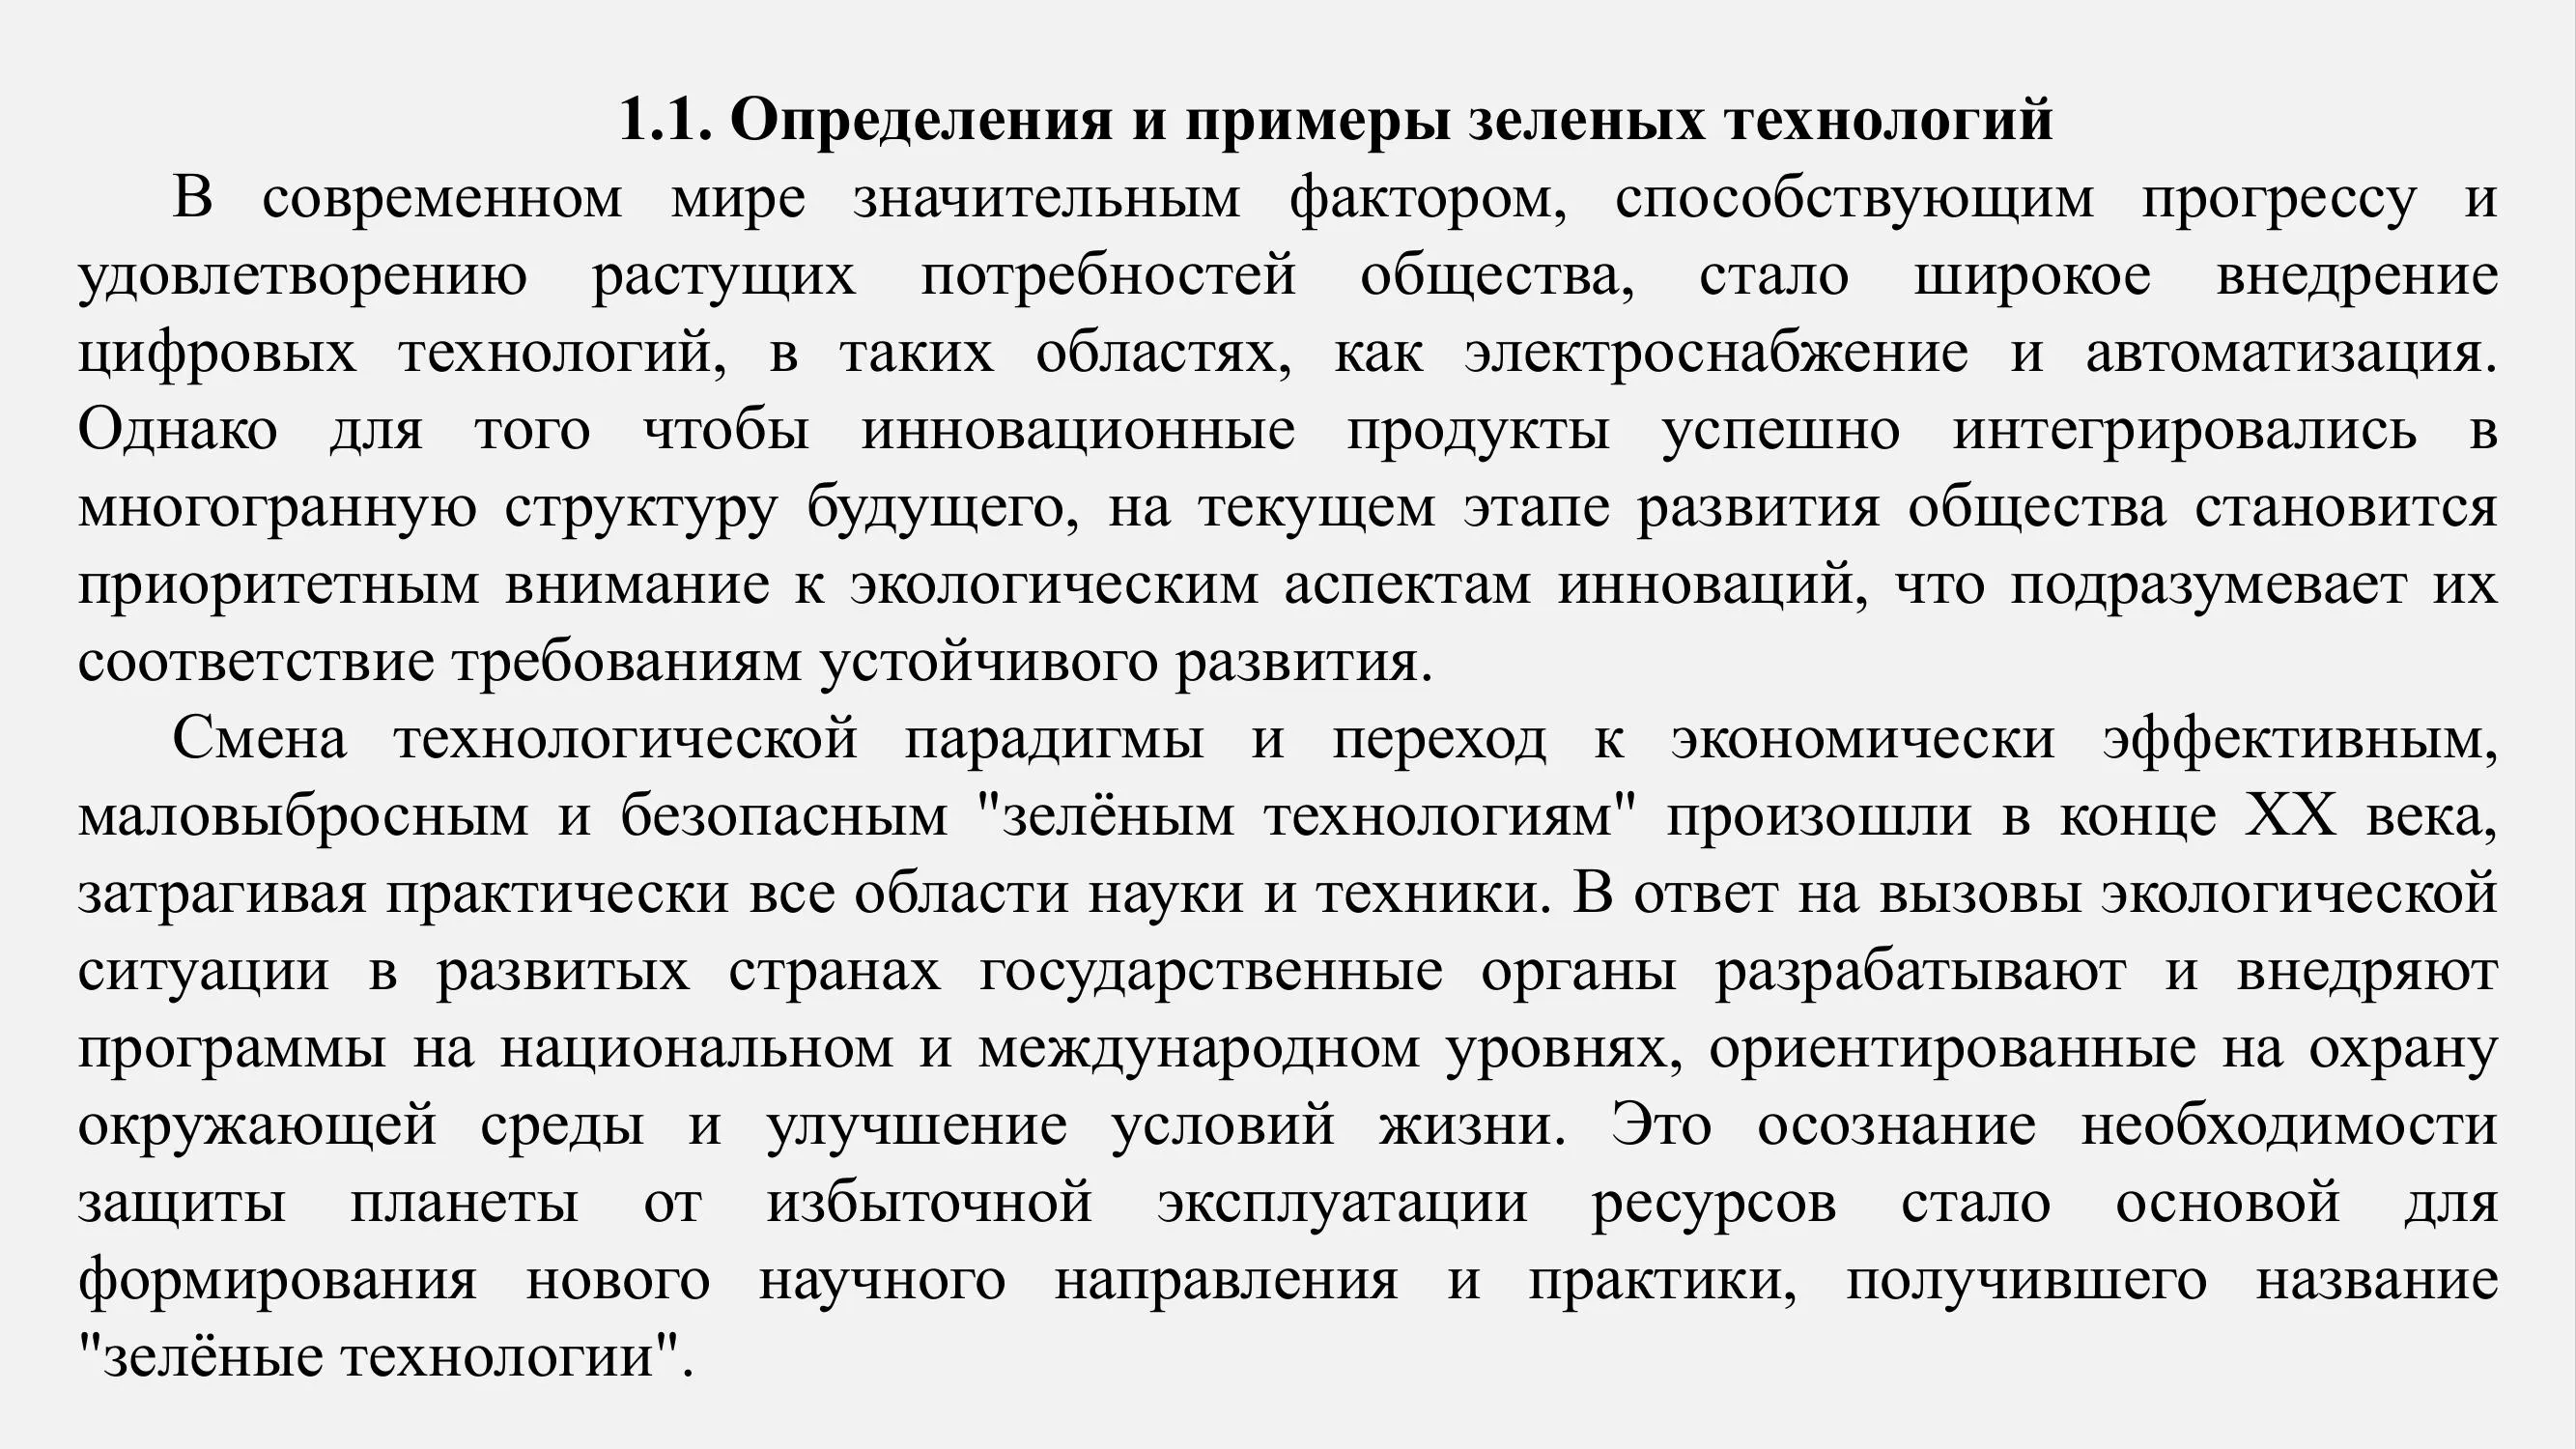 1.1. Определения и примеры зеленых технологий
В современном мире значительным фактором, способствующим прогрессу и
удовлетворению растущих потребностей общества, стало широкое внедрение
цифровых технологий, в таких областях, как электроснабжение и автоматизация.
Однако для того чтобы инновационные продукты успешно интегрировались в
многогранную структуру будущего, на текущем этапе развития общества становится
приоритетным внимание к экологическим аспектам инноваций, что подразумевает их
соответствие требованиям устойчивого развития.
Смена технологической парадигмы и переход к экономически эффективным,
маловыбросным и безопасным "зелёным технологиям" произошли в конце XX века,
затрагивая практически все области науки и техники. В ответ на вызовы экологической
ситуации в развитых странах государственные органы разрабатывают и внедряют
программы на национальном и международном уровнях, ориентированные на охрану
окружающей среды и улучшение условий жизни. Это осознание необходимости
защиты планеты от избыточной эксплуатации ресурсов стало основой для
формирования нового научного направления и практики, получившего название
"зелёные технологии".